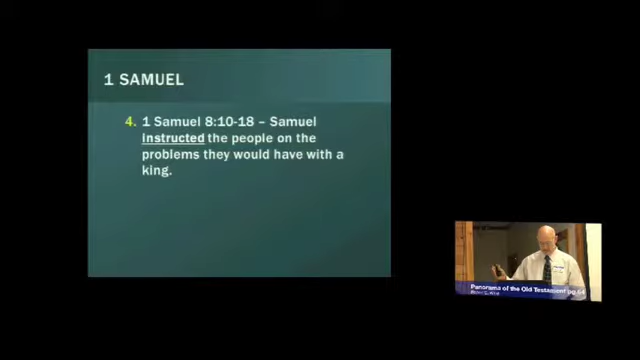 1 SAMUEL
4. 1 Samuel 8:10-18 – Samuel
instructed the people on the
problems they would have with a
king.
Panorama of the Old Testament pg.64